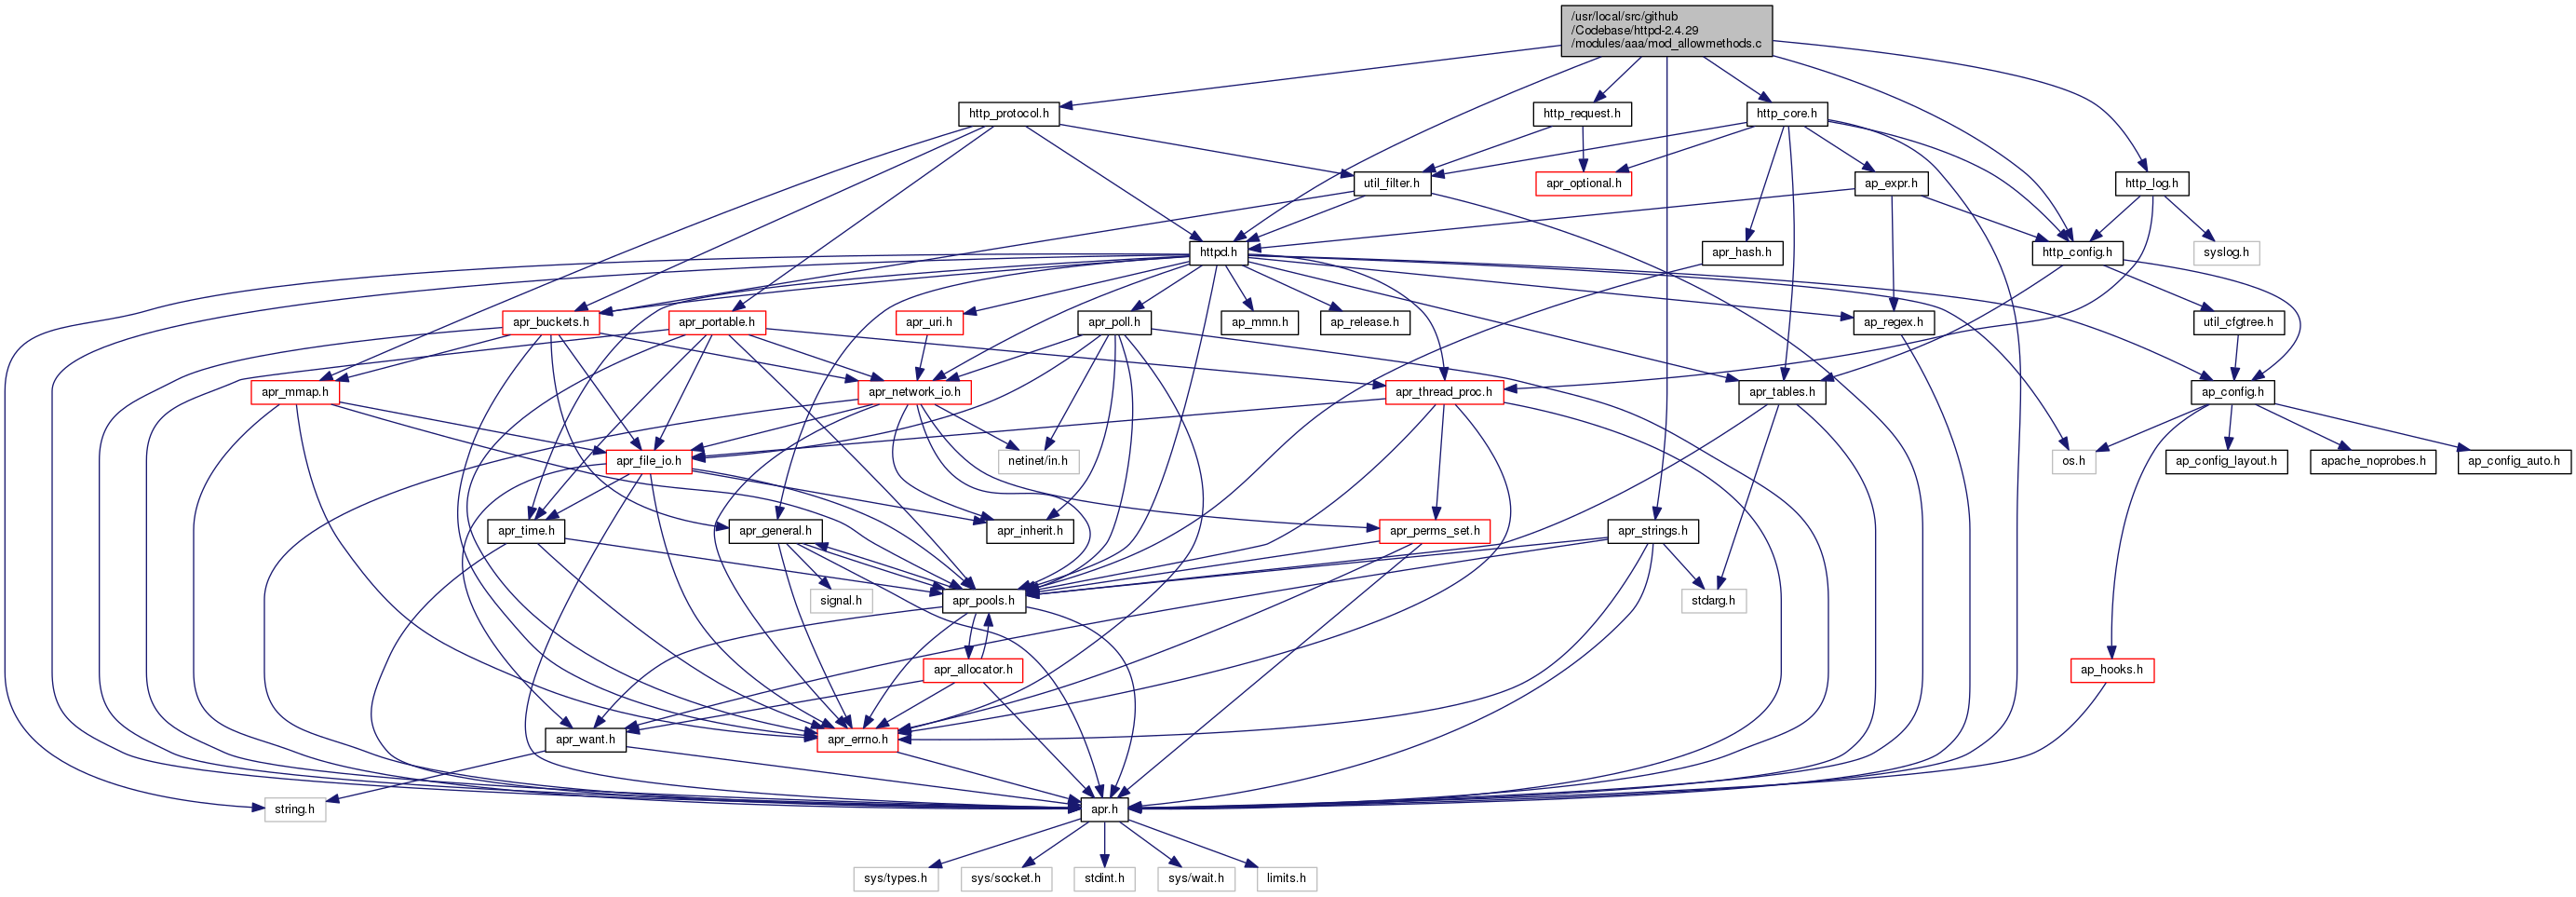 /usr/local/src/github
/Codebase/httpd-2.4.29
/modules/aaa/mod_allowmethods.c
http_protocol.h
http_request.h
http_core.h
util_filter.h
apr_optional.h
ap_expr.h
http_log.h
httpd.h
apr_hash.h
http_config.h
syslog.h
apr_buckets.h
apr_portable.h
apr_uri.h
apr_poll.h
ap_mmn.h
ap_release.h
ap_regex.h
util_cfgtree.h
apr_mmap.h
apr_network_io.h
apr_thread_proc.h
apr_tables.h
ap_config.h
apr_file_io.h
netinet/in.h
os.h
ap_config_layout.h
apache_noprobes.h
ap_config_auto.h
apr_time.h
apr_general.h
apr_inherit.h
apr_perms_set.h
apr_strings.h
signal.h
apr_pools.h
stdarg.h
apr_allocator.h
ap_hooks.h
apr_want.h
apr_errno.h
string.h
apr.h
sys/types.h
sys/socket.h
stdint.h
sys/wait.h
limits.h